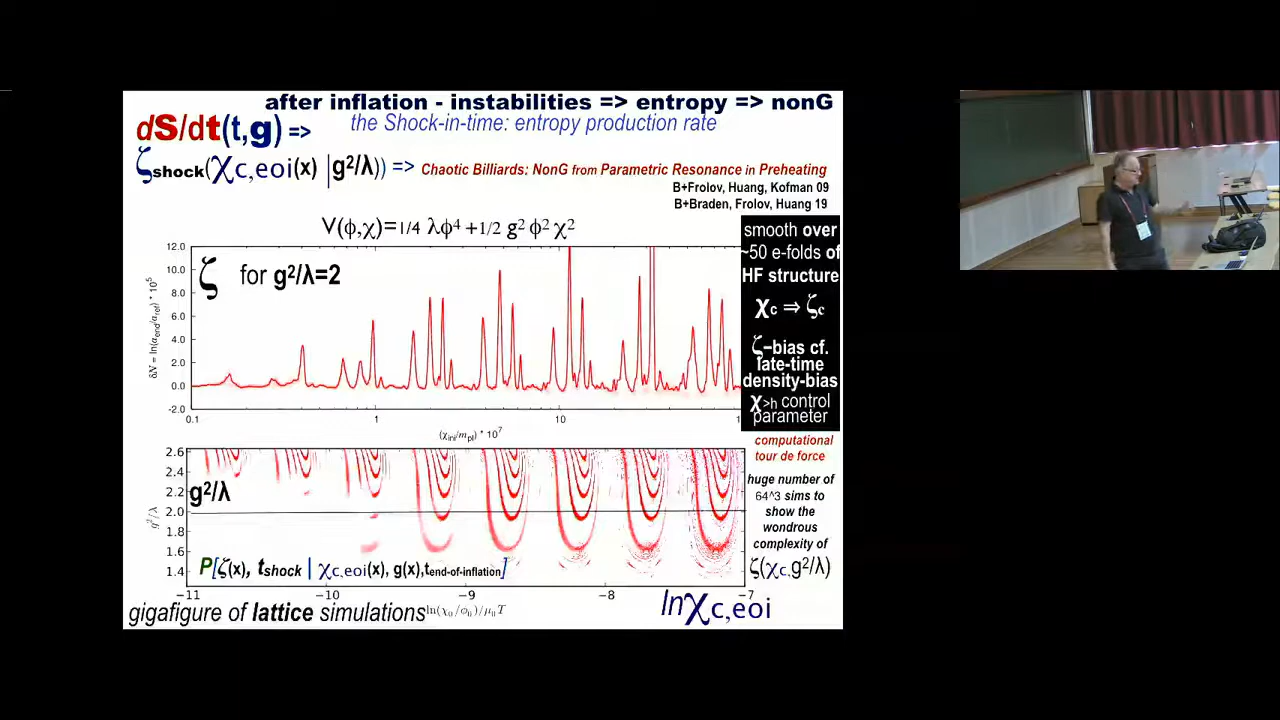 after inflation - instabilities => entropy => nonG
dS/dt(t,g) => the Shock-in-time: entropy production rate
ζshock(χc,eoi(x) |g²/λ)) => Chaotic Billiards: NonG from Parametric Resonance in Preheating
B+Frolov, Huang, Kofman 09
B+Braden, Frolov, Huang 19
V(φ,χ)=1/4 λφ⁴ +1/2 g² φ² χ²
ζ for g²/λ=2
12.0
10.0
8.0
6.0
4.0
2.0
0.0
-2.0
δN = ln(aend/aref) * 10⁵
0.1 1 10
(χini/mpl) * 10⁷
smooth over
~50 e-folds of
HF structure
χc ⇒ ζc
ζ-bias cf.
late-time
density-bias
χ>h control
parameter
computational
tour de force
huge number of
64^3 sims to
show the
wondrous
complexity of
ζ(χc,g²/λ)
2.6
2.4
2.2
2.0
1.8
1.6
1.4
g²/λ
g²/λ
P[ζ(x), tshock | χc,eoi(x), g(x),tend-of-inflation]
−11 −10 −9 −8 −7
gigafigure of lattice simulations
ln(χ₀/φ₀)/μ₀T
lnχc,eoi